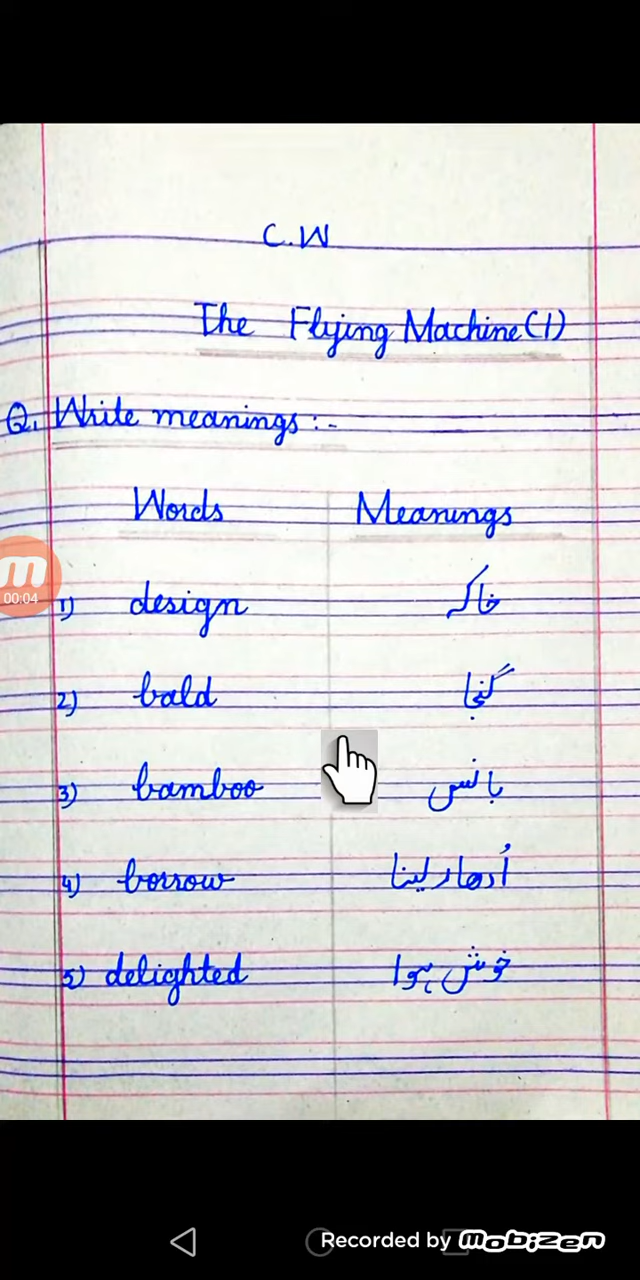 C.W
The Flying Machine(1)
Q. Write meanings :-
Words Meanings
1) design خاکہ
2) bald گنجا
3) bamboo بانس
4) borrow اُدھار لینا
5) delighted خوش ہوا
00:04
Recorded by mobizen